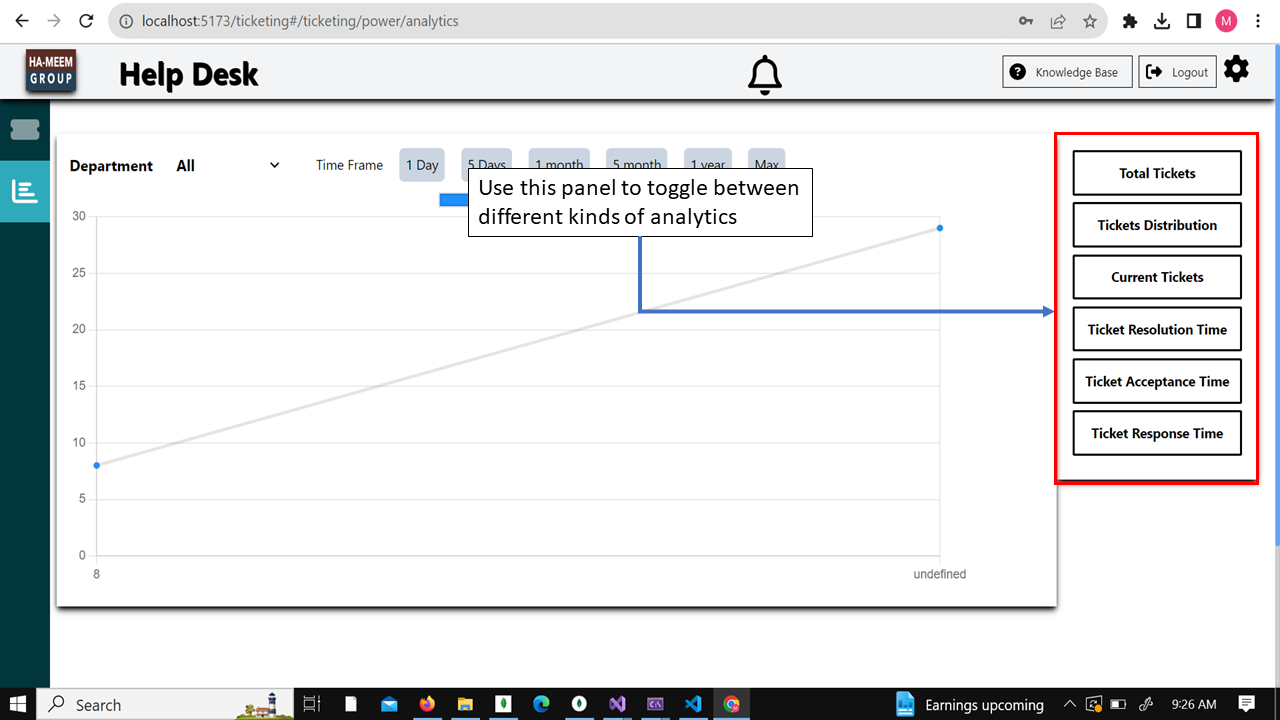 localhost:5173/ticketing#/ticketing/power/analytics
M
HA-MEEM
GROUP
Help Desk
Knowledge Base
Logout
Department All
Time Frame 1 Day 5 Days 1 month 5 month 1 year Max
Use this panel to toggle between
different kinds of analytics
30
25
20
15
10
5
0
8 undefined
Total Tickets
Tickets Distribution
Current Tickets
Ticket Resolution Time
Ticket Acceptance Time
Ticket Response Time
Search
Earnings upcoming
9:26 AM